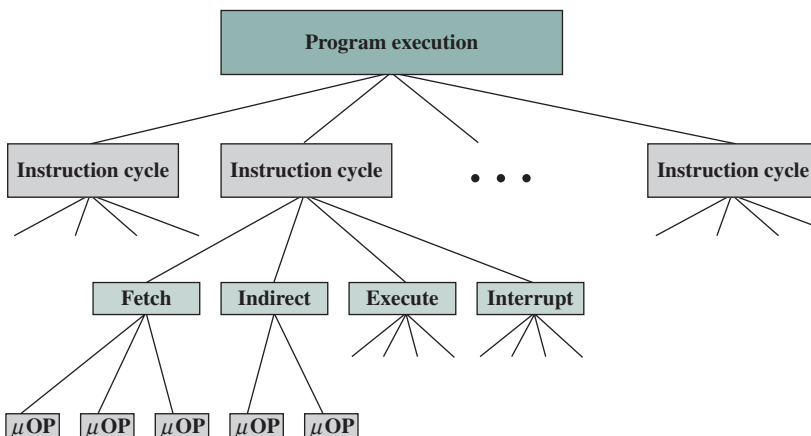 Program execution
Instruction cycle
Instruction cycle
• • •
Instruction cycle
Fetch
Indirect
Execute
Interrupt
μOP
μOP
μOP
μOP
μOP